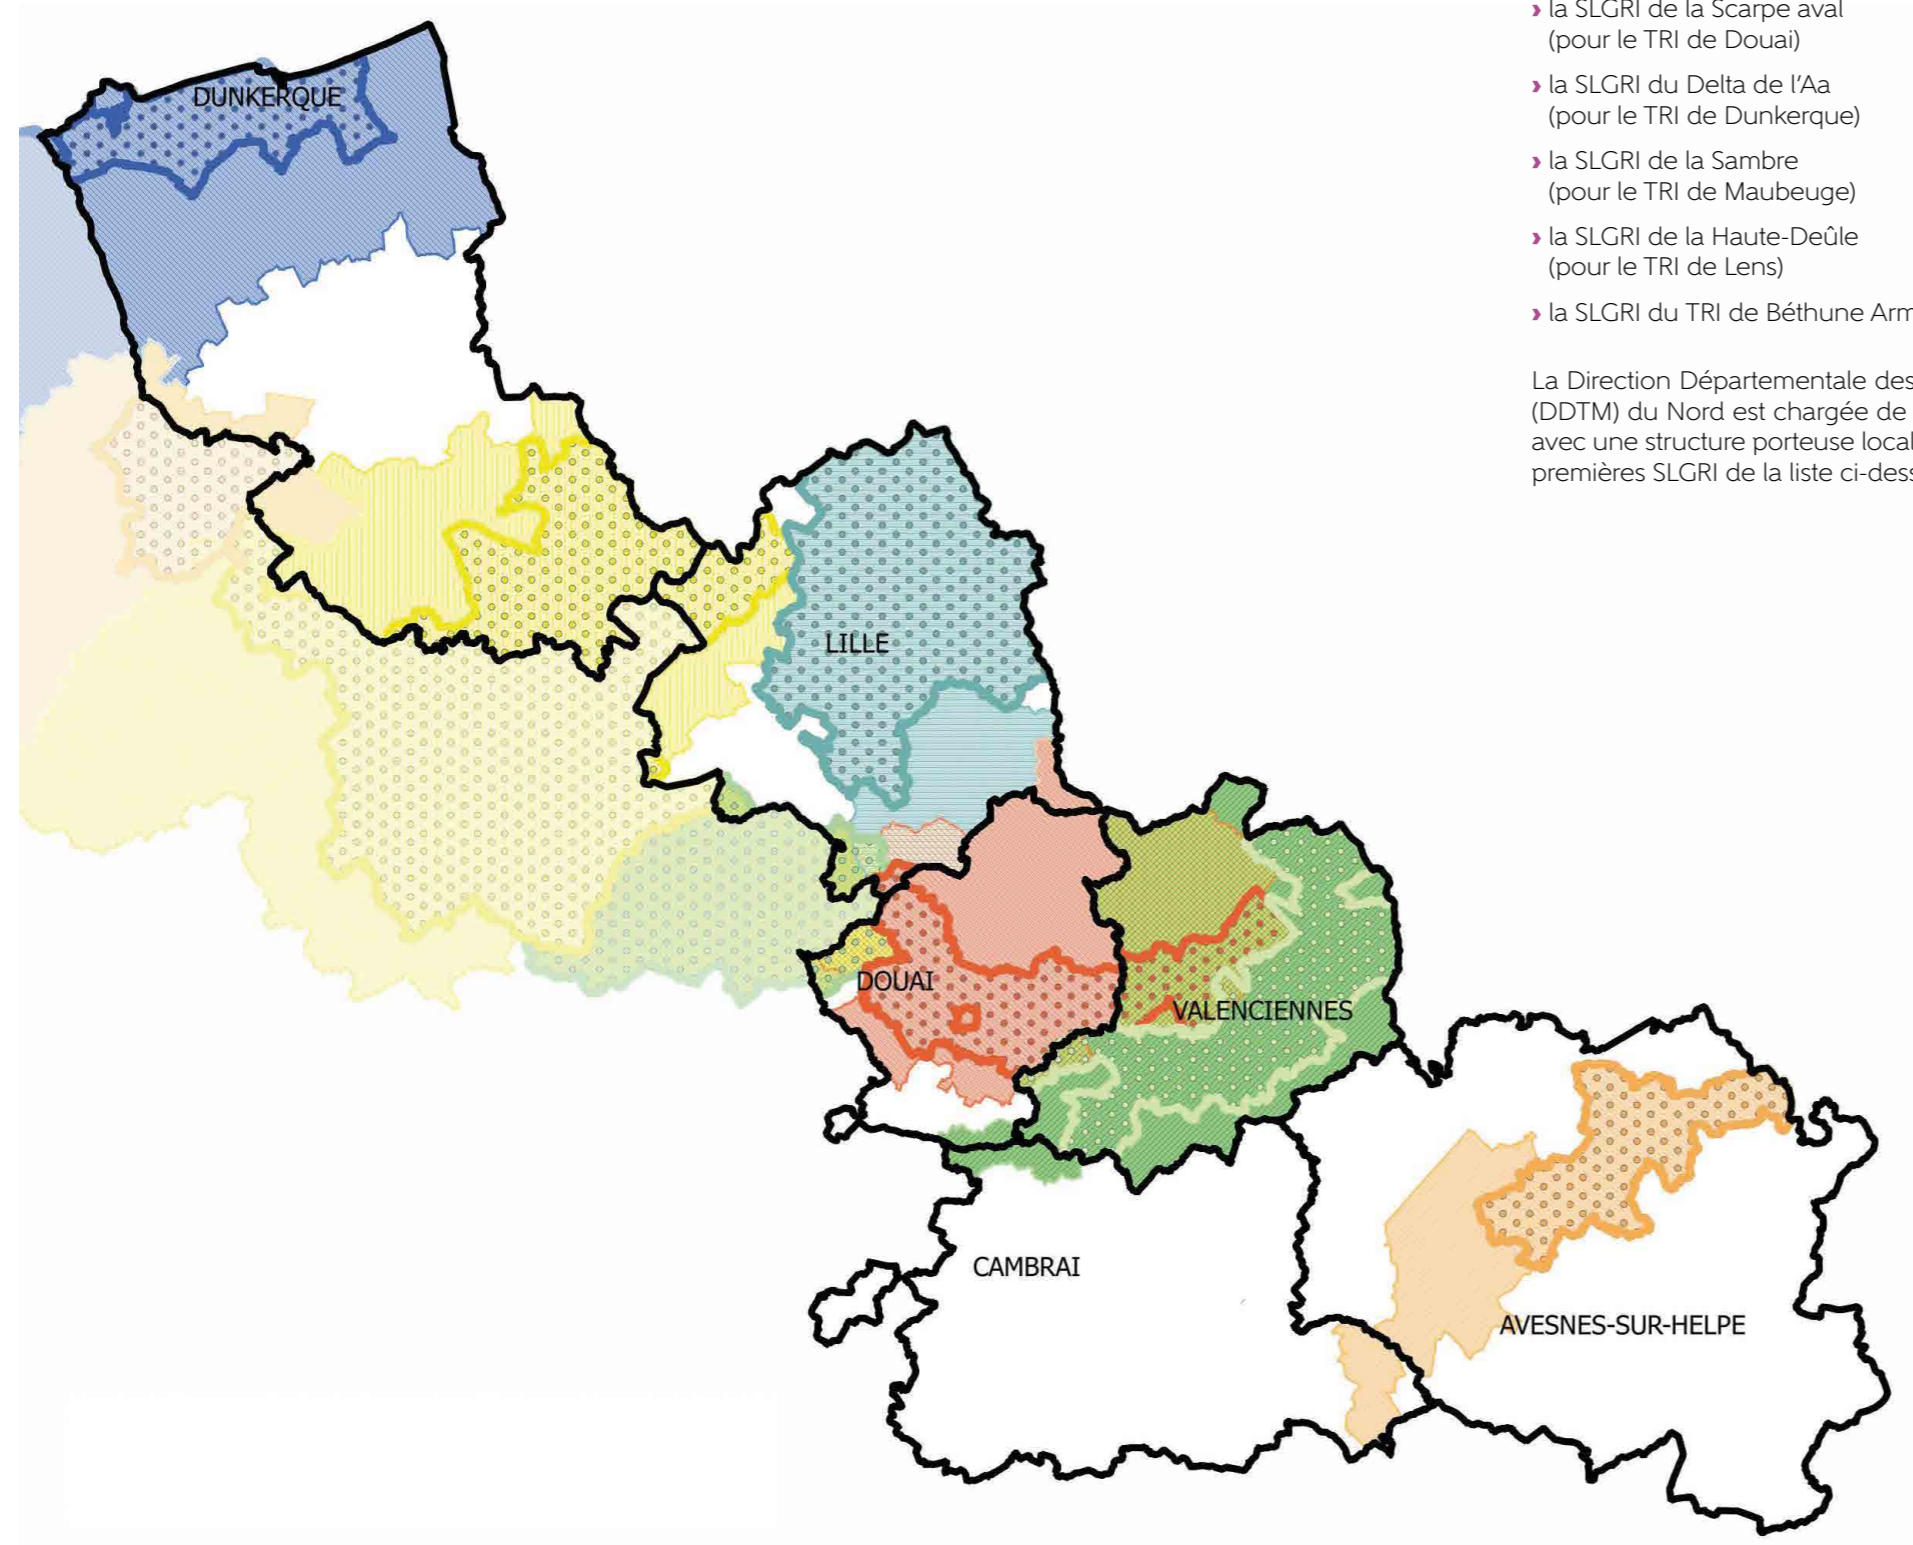 › la SLGRI de la Scarpe aval
(pour le TRI de Douai)
› la SLGRI du Delta de l'Aa
(pour le TRI de Dunkerque)
› la SLGRI de la Sambre
(pour le TRI de Maubeuge)
› la SLGRI de la Haute-Deûle
(pour le TRI de Lens)
› la SLGRI du TRI de Béthune Arm
La Direction Départementale des
(DDTM) du Nord est chargée de
avec une structure porteuse local
premières SLGRI de la liste ci-dess
DUNKERQUE
LILLE
DOUAI
VALENCIENNES
CAMBRAI
AVESNES-SUR-HELPE